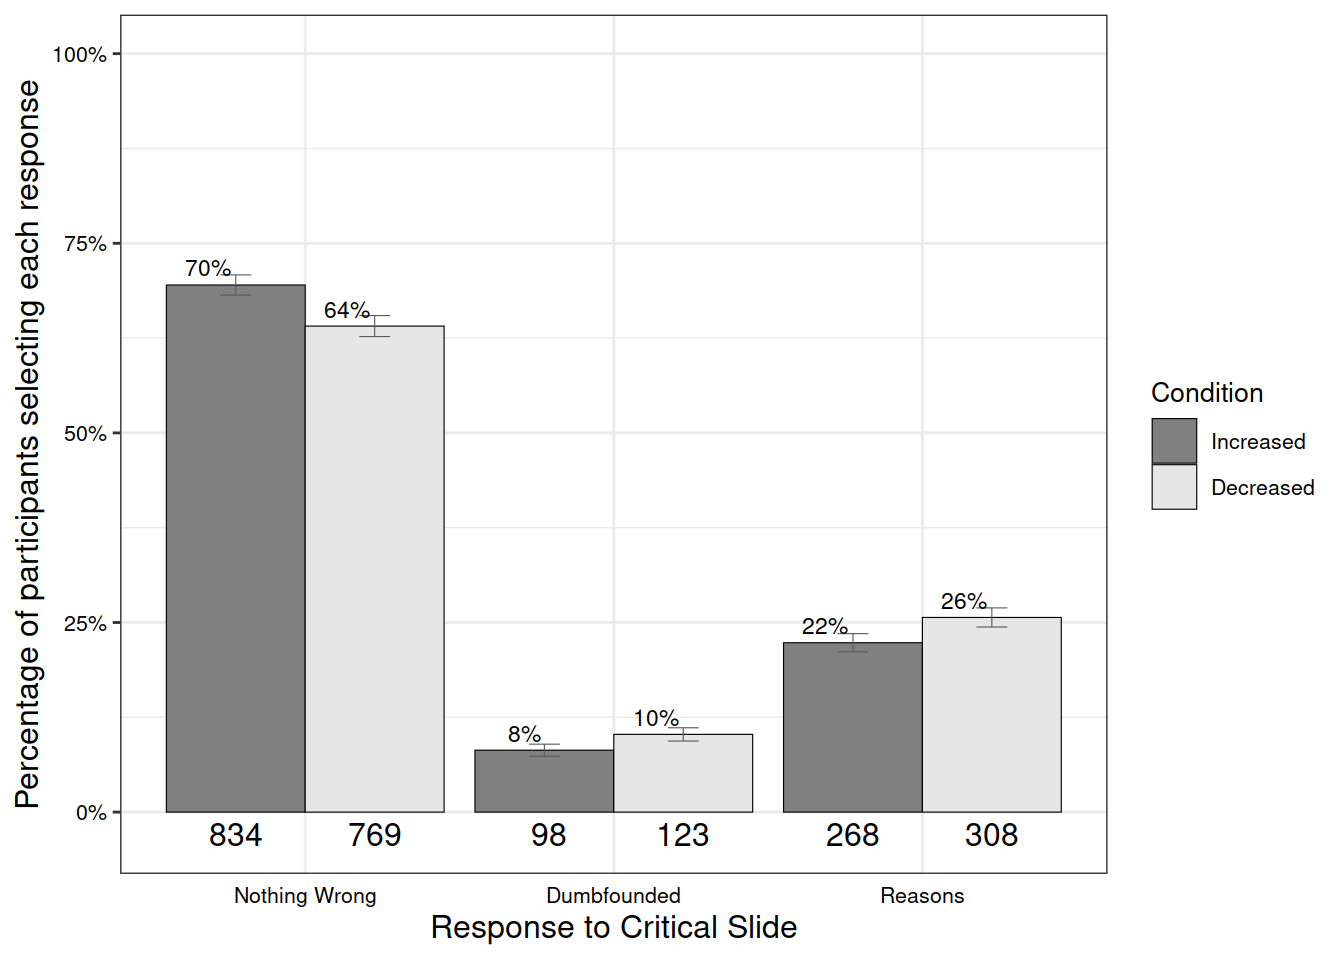 Percentage of participants selecting each response
100%
75%
50%
25%
0%
70%
64%
8%
10%
22%
26%
834
769
98
123
268
308
Nothing Wrong
Dumbfounded
Reasons
Response to Critical Slide
Condition
Increased
Decreased